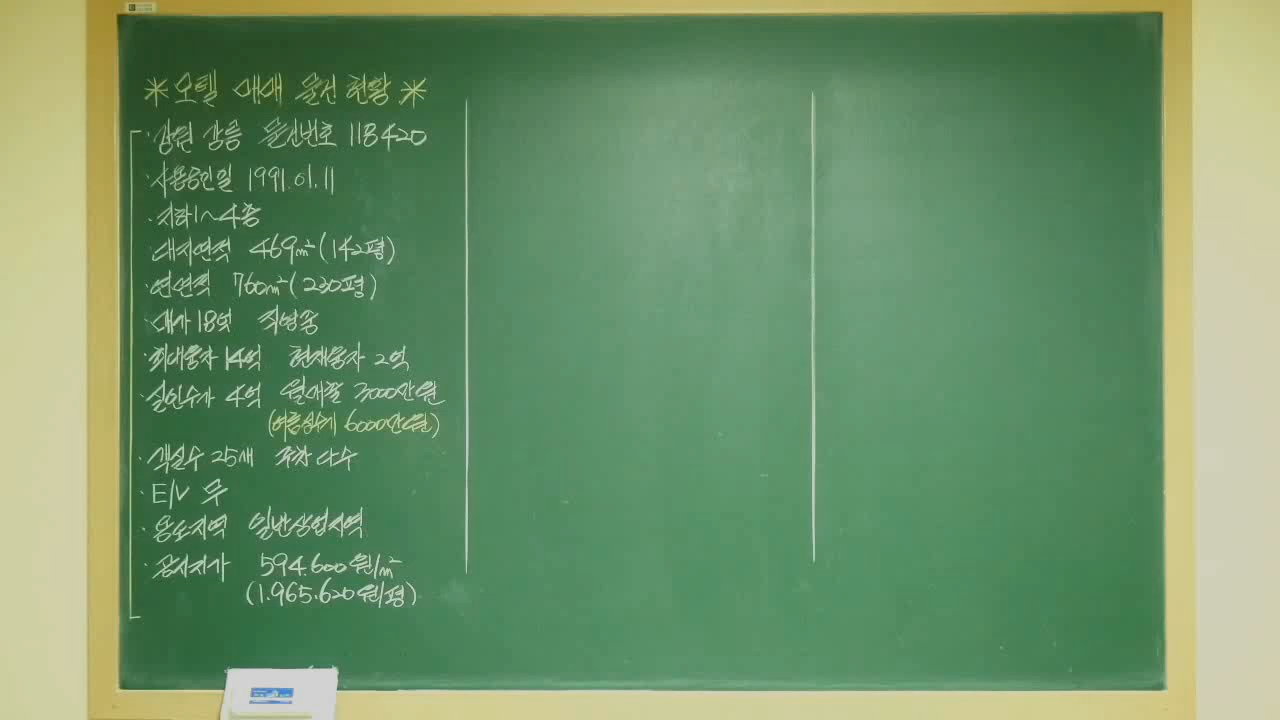 * 모텔 매매 물건 현황 *
· 강원 강릉 물건번호 118420
· 사용승인일 1991.01.11
· 지하1~4층
· 대지면적 469㎡(142평)
· 연면적 760㎡(230평)
· 매가 18억 직영중
· 최대융자 14억 현재융자 2억
· 실인수가 4억 월매출 3000만원
(여름성수기 6000만원)
· 객실수 25개 주차 다수
· E/V 무
· 용도지역 일반상업지역
· 공시지가 594.600원/㎡
(1.965.620원/평)